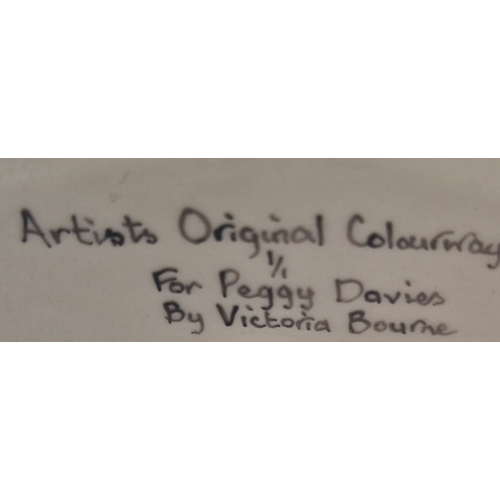 Artists Original Colourway
1/1
For Peggy Davies
By Victoria Bourne